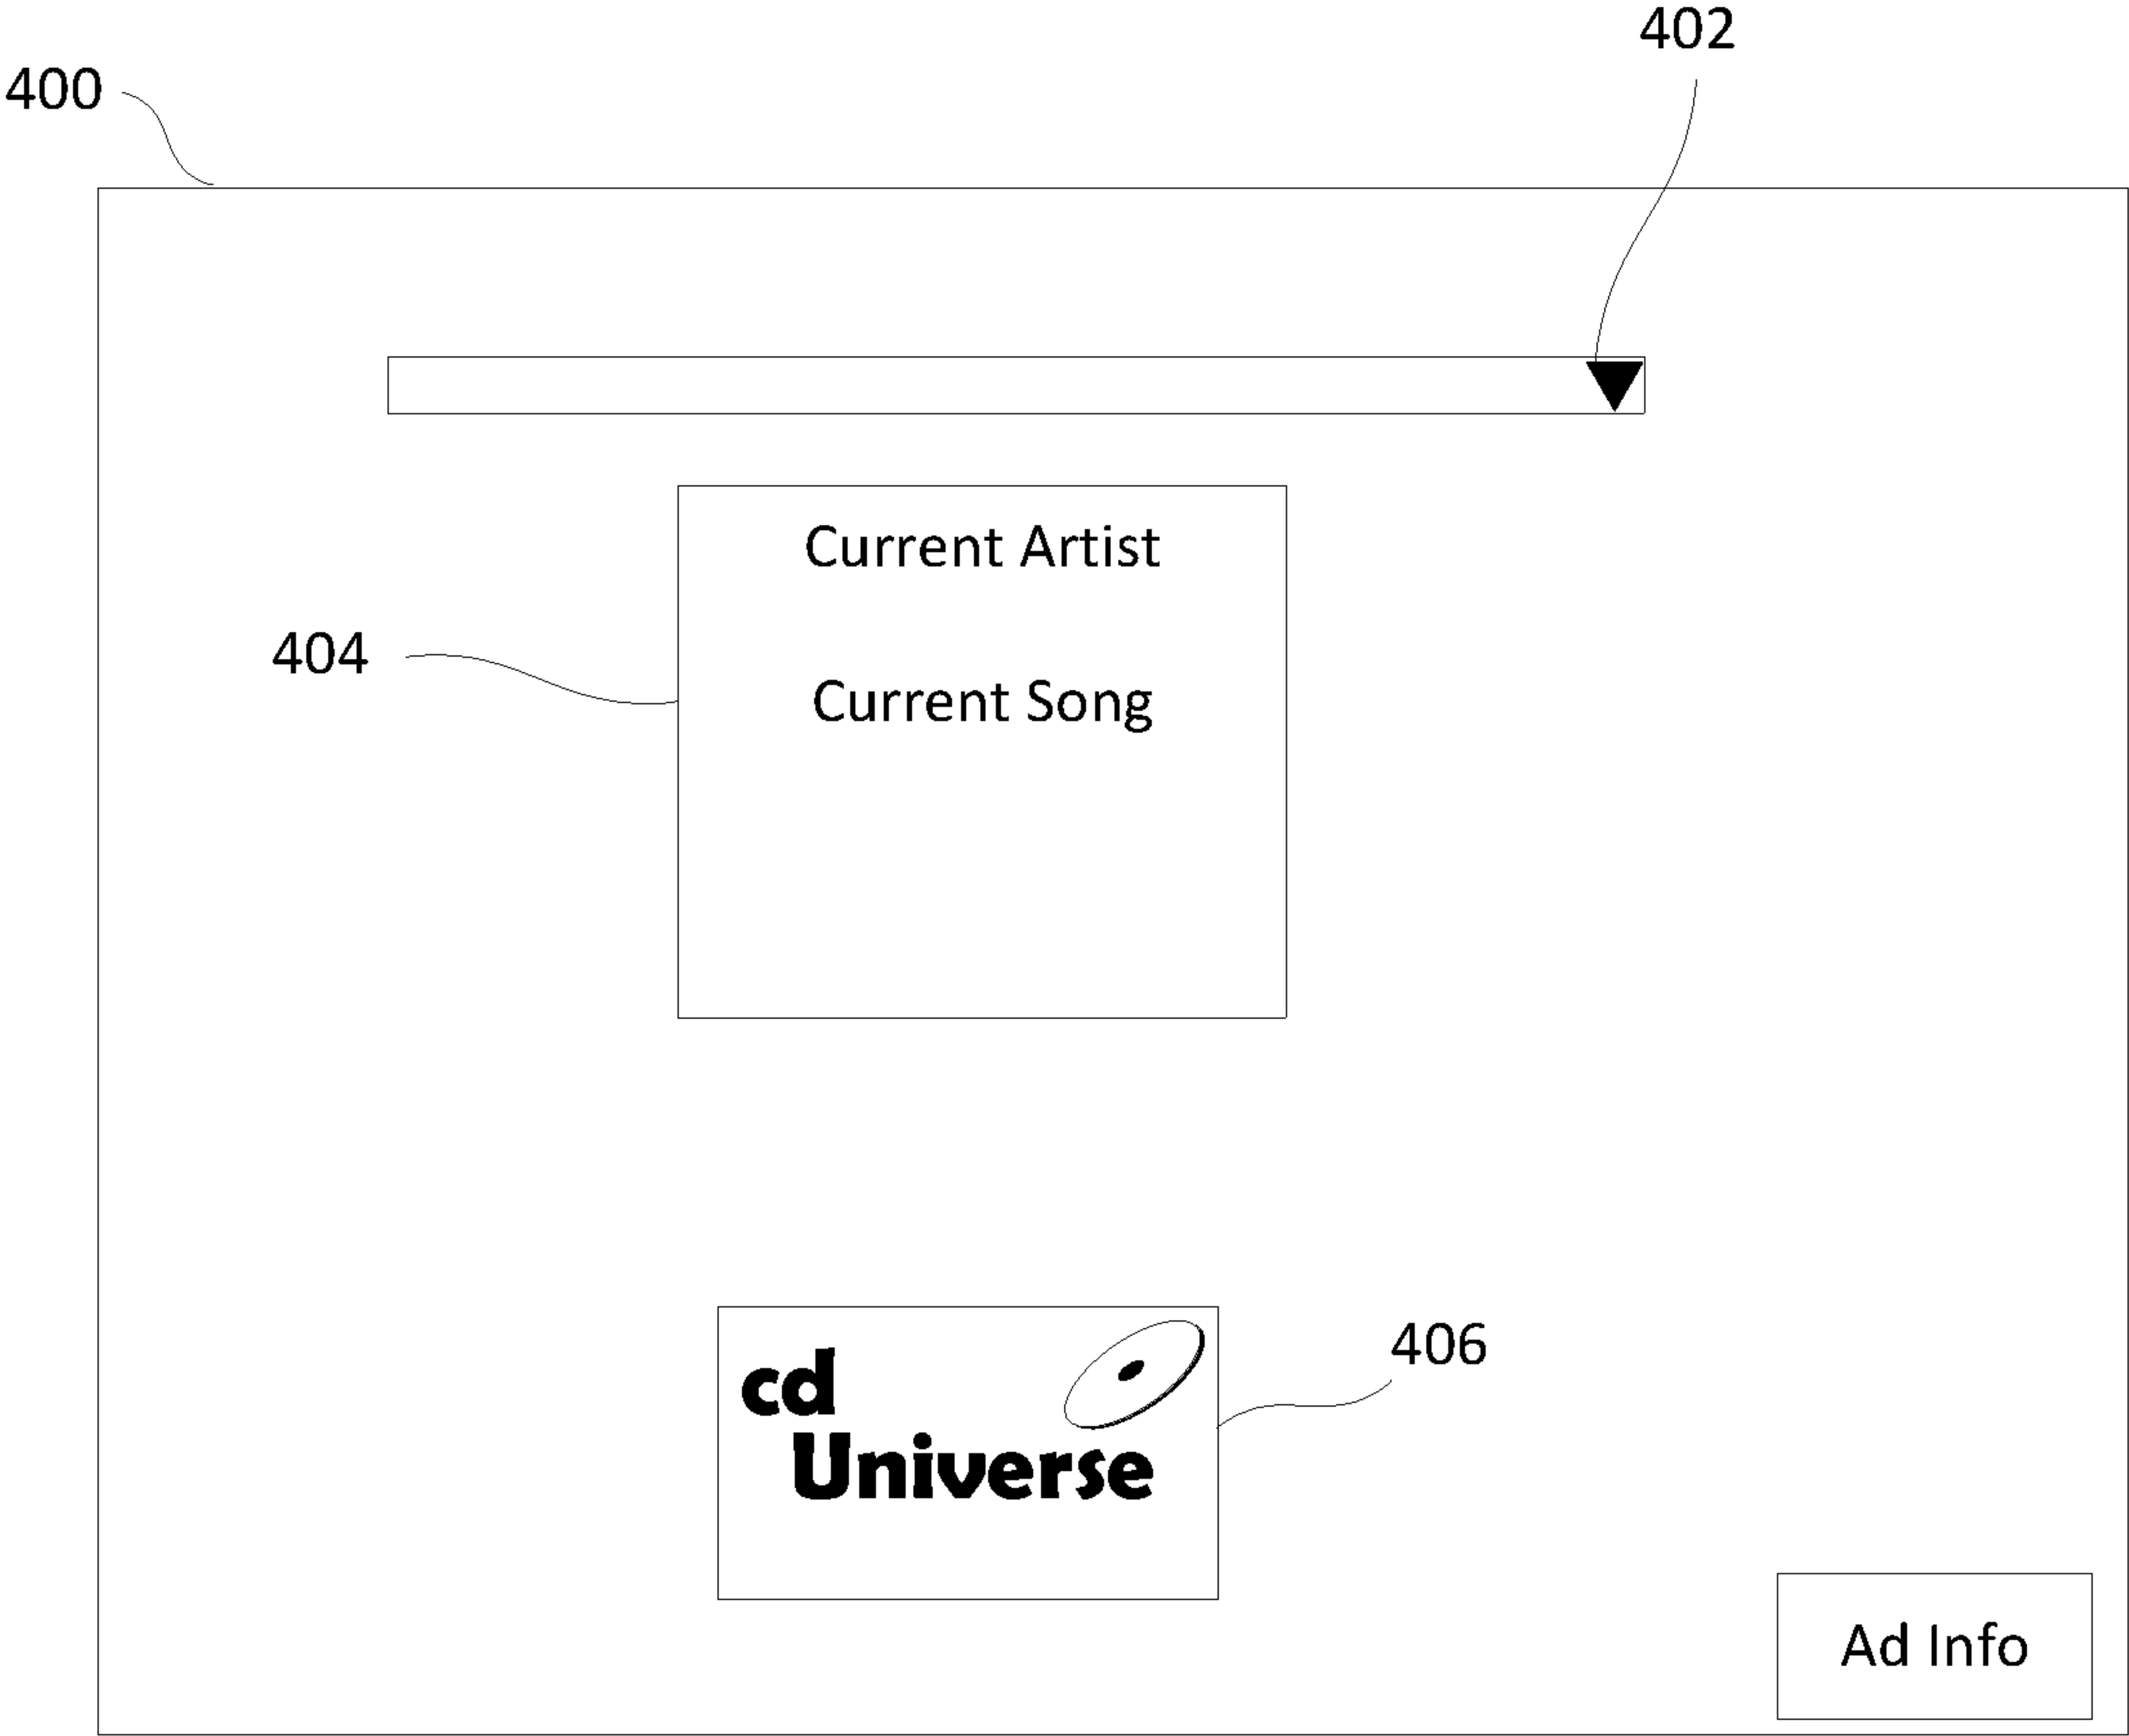 402
400
Current Artist
404
Current Song
406
cd
Universe
Ad Info